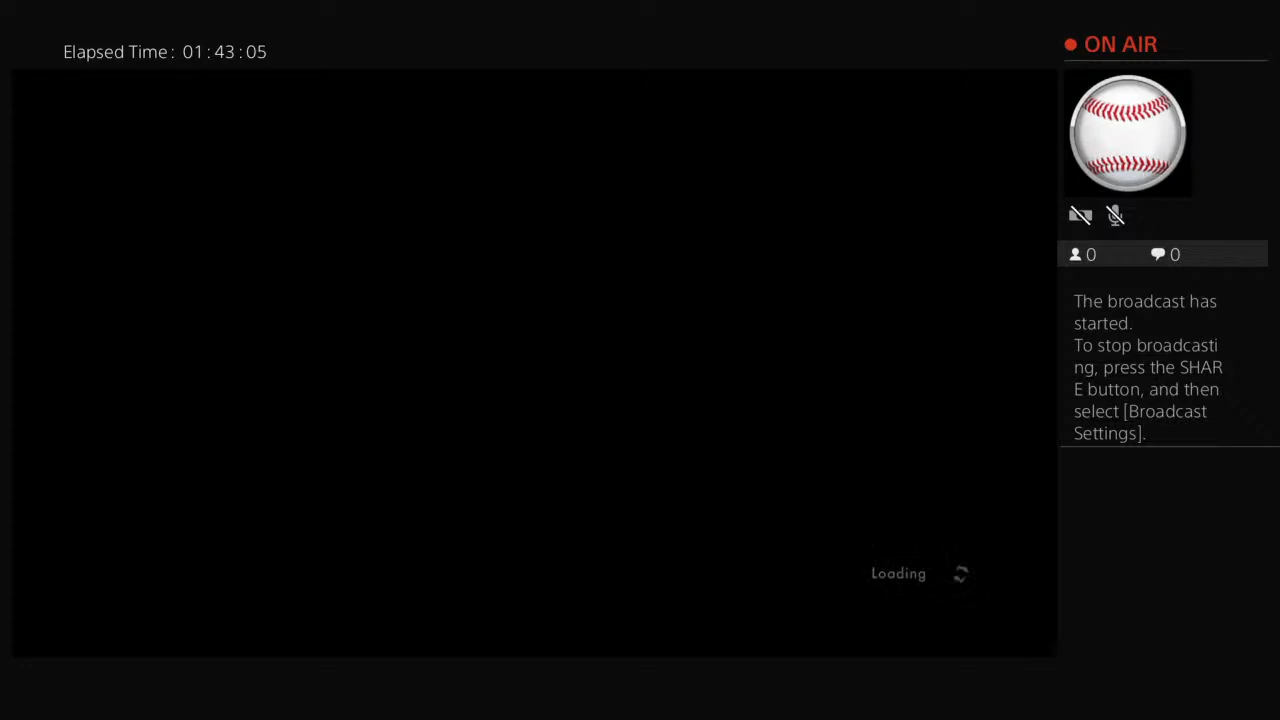 Elapsed Time: 01:43:05
ON AIR
0 0
The broadcast has
started.
To stop broadcasti
ng, press the SHAR
E button, and then
select [Broadcast
Settings].
Loading